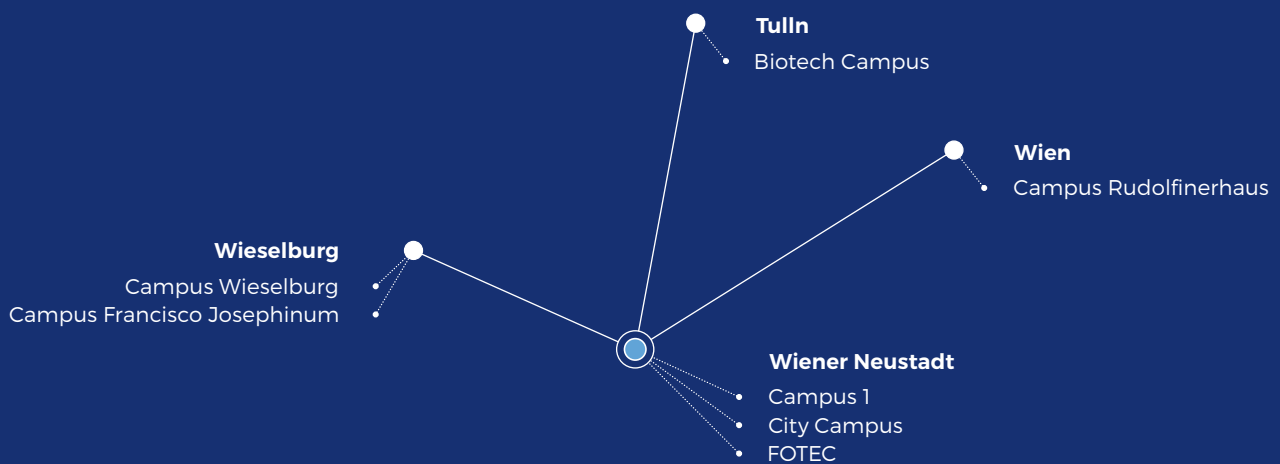 Tulln
Biotech Campus
Wien
Campus Rudolfinerhaus
Wieselburg
Campus Wieselburg
Campus Francisco Josephinum
Wiener Neustadt
Campus 1
City Campus
FOTEC